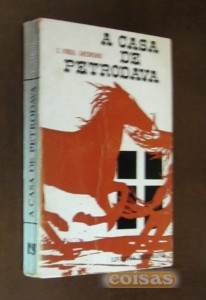 A CASA
DE
PETRODAVA
A CASA DE PETRODAVA
coisas